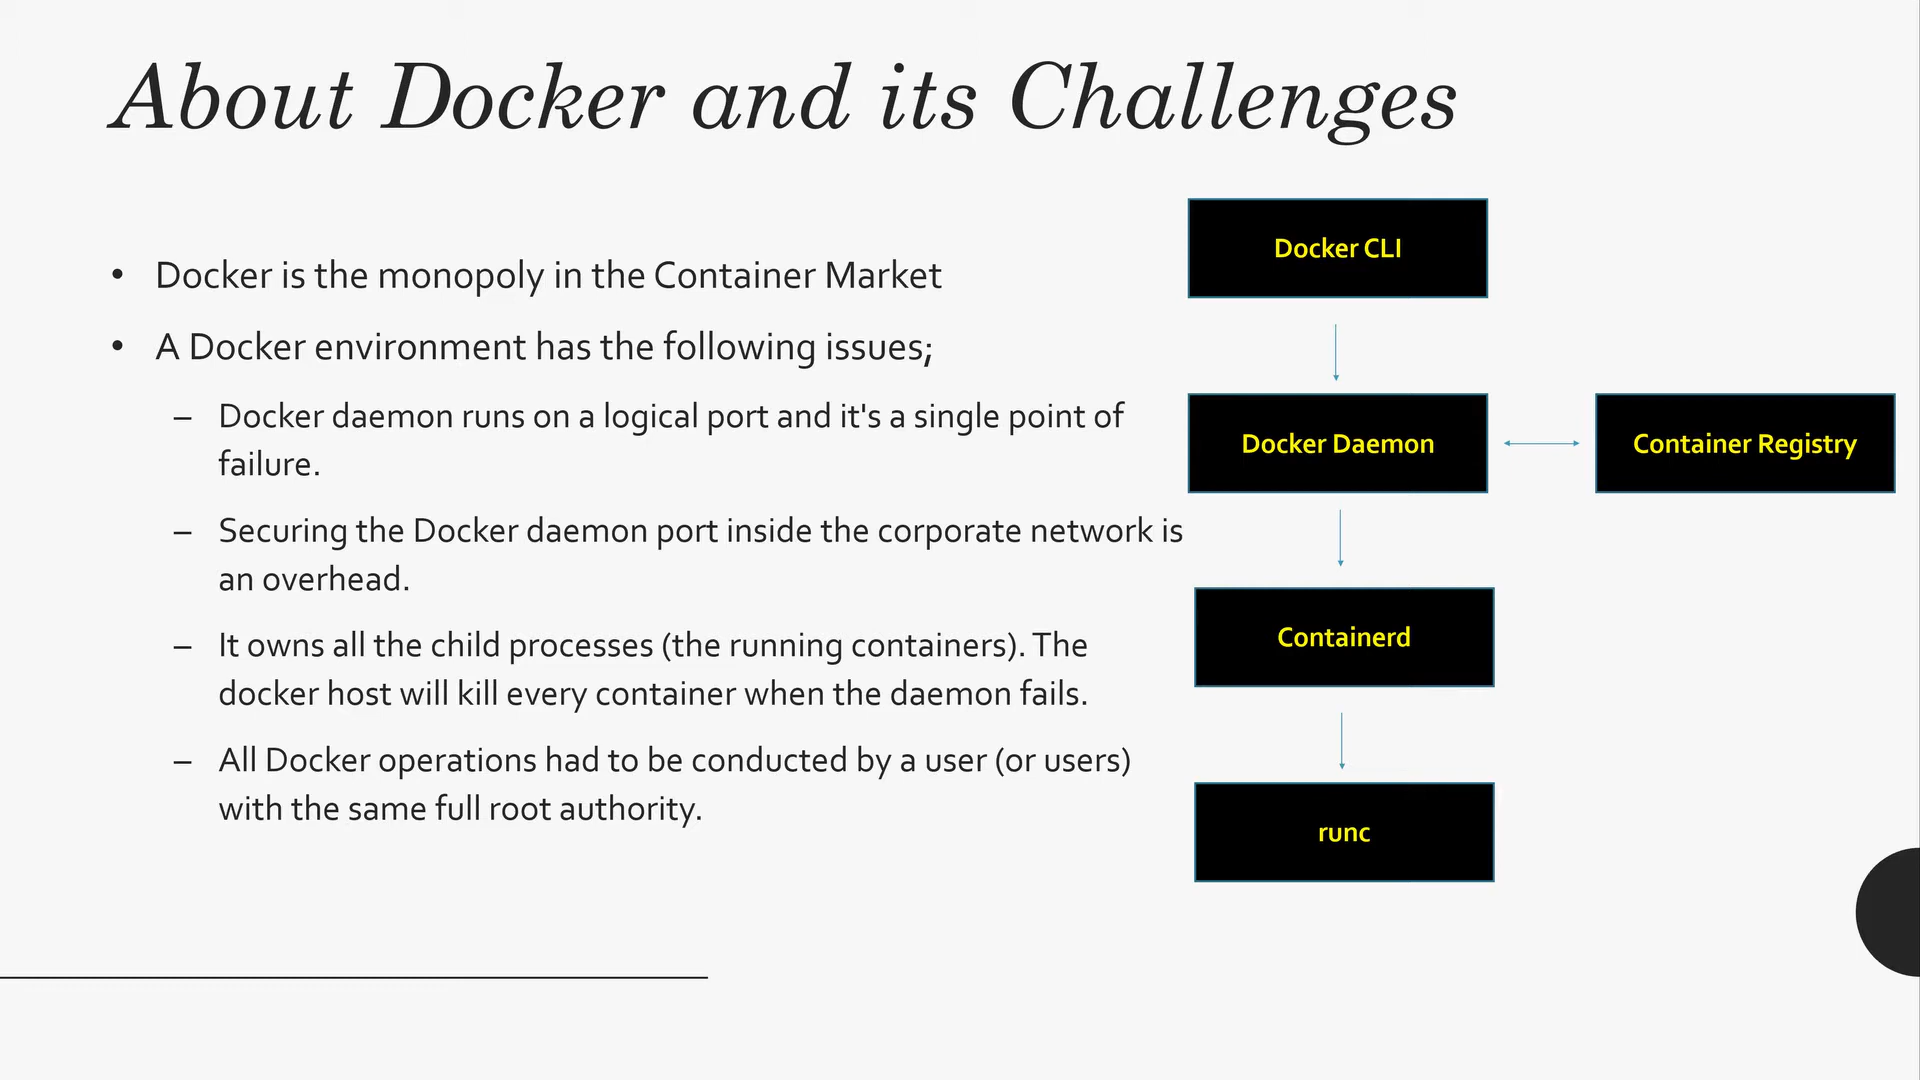 About Docker and its Challenges
• Docker is the monopoly in the Container Market
• A Docker environment has the following issues;
– Docker daemon runs on a logical port and it's a single point of
failure.
– Securing the Docker daemon port inside the corporate network is
an overhead.
– It owns all the child processes (the running containers). The
docker host will kill every container when the daemon fails.
– All Docker operations had to be conducted by a user (or users)
with the same full root authority.
Docker CLI
Docker Daemon
Container Registry
Containerd
runc